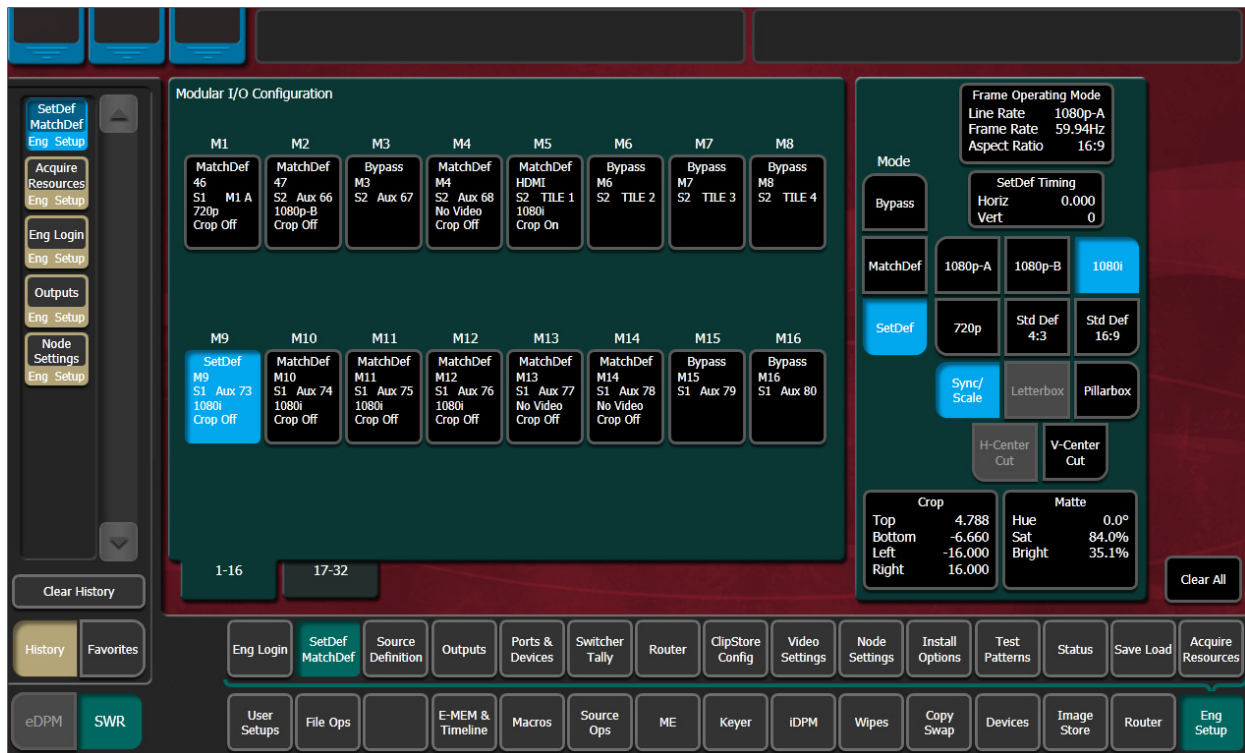 SetDef
MatchDef
Eng Setup
Acquire
Resources
Eng Setup
Eng Login
Eng Setup
Outputs
Eng Setup
Node
Settings
Eng Setup
Clear History
History
Favorites
eDPM
SWR
Modular I/O Configuration
M1
MatchDef
46
S1 M1 A
720p
Crop Off
M2
MatchDef
47
S2 Aux 66
1080p-B
Crop Off
M3
Bypass
M3
S2 Aux 67
M4
MatchDef
M4
S2 Aux 68
No Video
Crop Off
M5
MatchDef
HDMI
S2 TILE 1
1080i
Crop On
M6
Bypass
M6
S2 TILE 2
M7
Bypass
M7
S2 TILE 3
M8
Bypass
M8
S2 TILE 4
M9
SetDef
M9
S1 Aux 73
1080i
Crop Off
M10
MatchDef
M10
S1 Aux 74
1080i
Crop Off
M11
MatchDef
M11
S1 Aux 75
1080i
Crop Off
M12
MatchDef
M12
S1 Aux 76
1080i
Crop Off
M13
MatchDef
M13
S1 Aux 77
No Video
Crop Off
M14
MatchDef
M14
S1 Aux 78
No Video
Crop Off
M15
Bypass
M15
S1 Aux 79
M16
Bypass
M16
S1 Aux 80
1-16
17-32
Frame Operating Mode
Line Rate 1080p-A
Frame Rate 59.94Hz
Aspect Ratio 16:9
Mode
SetDef Timing
Horiz 0.000
Vert 0
Bypass
MatchDef
1080p-A
1080p-B
1080i
SetDef
720p
Std Def
4:3
Std Def
16:9
Sync/
Scale
Letterbox
Pillarbox
H-Center
Cut
V-Center
Cut
Crop
Top 4.788
Bottom -6.660
Left -16.000
Right 16.000
Matte
Hue 0.0°
Sat 84.0%
Bright 35.1%
Clear All
Eng Login
SetDef
MatchDef
Source
Definition
Outputs
Ports &
Devices
Switcher
Tally
Router
ClipStore
Config
Video
Settings
Node
Settings
Install
Options
Test
Patterns
Status
Save Load
Acquire
Resources
User
Setups
File Ops
E-MEM &
Timeline
Macros
Source
Ops
ME
Keyer
iDPM
Wipes
Copy
Swap
Devices
Image
Store
Router
Eng
Setup